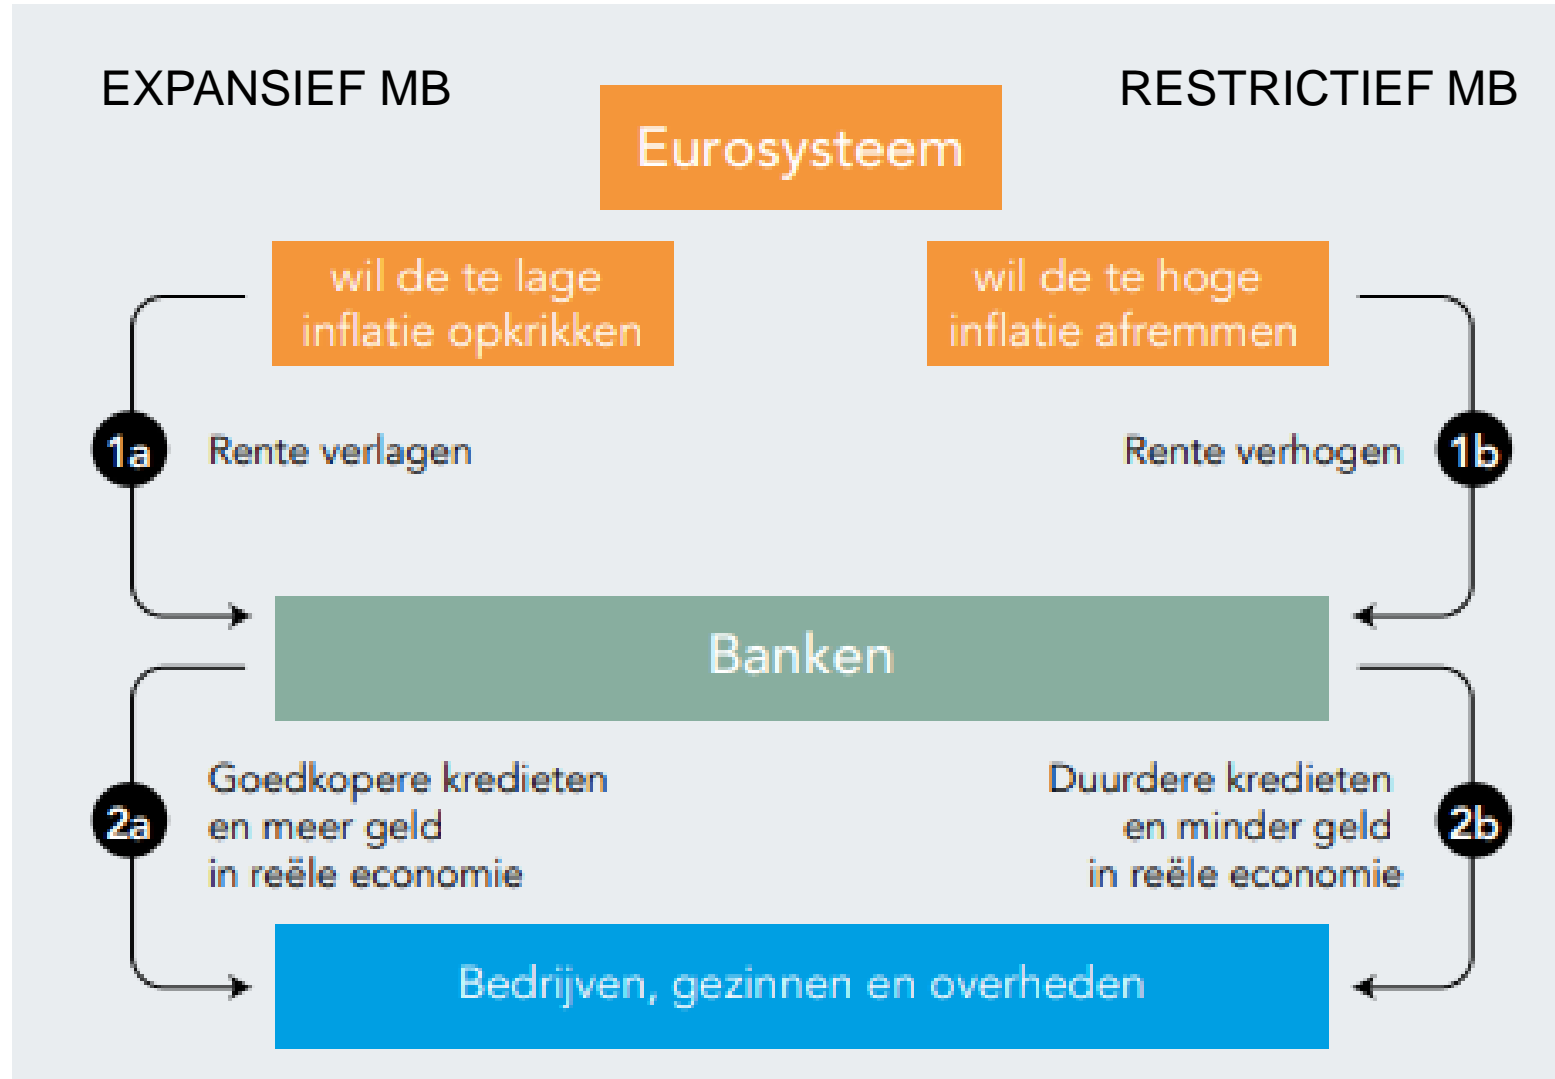 EXPANSIEF MB
RESTRICTIEF MB
Eurosysteem
wil de te lage
inflatie opkrikken
wil de te hoge
inflatie afremmen
1a
Rente verlagen
Rente verhogen
1b
Banken
2a
Goedkopere kredieten
en meer geld
in reële economie
Duurdere kredieten
en minder geld
in reële economie
2b
Bedrijven, gezinnen en overheden